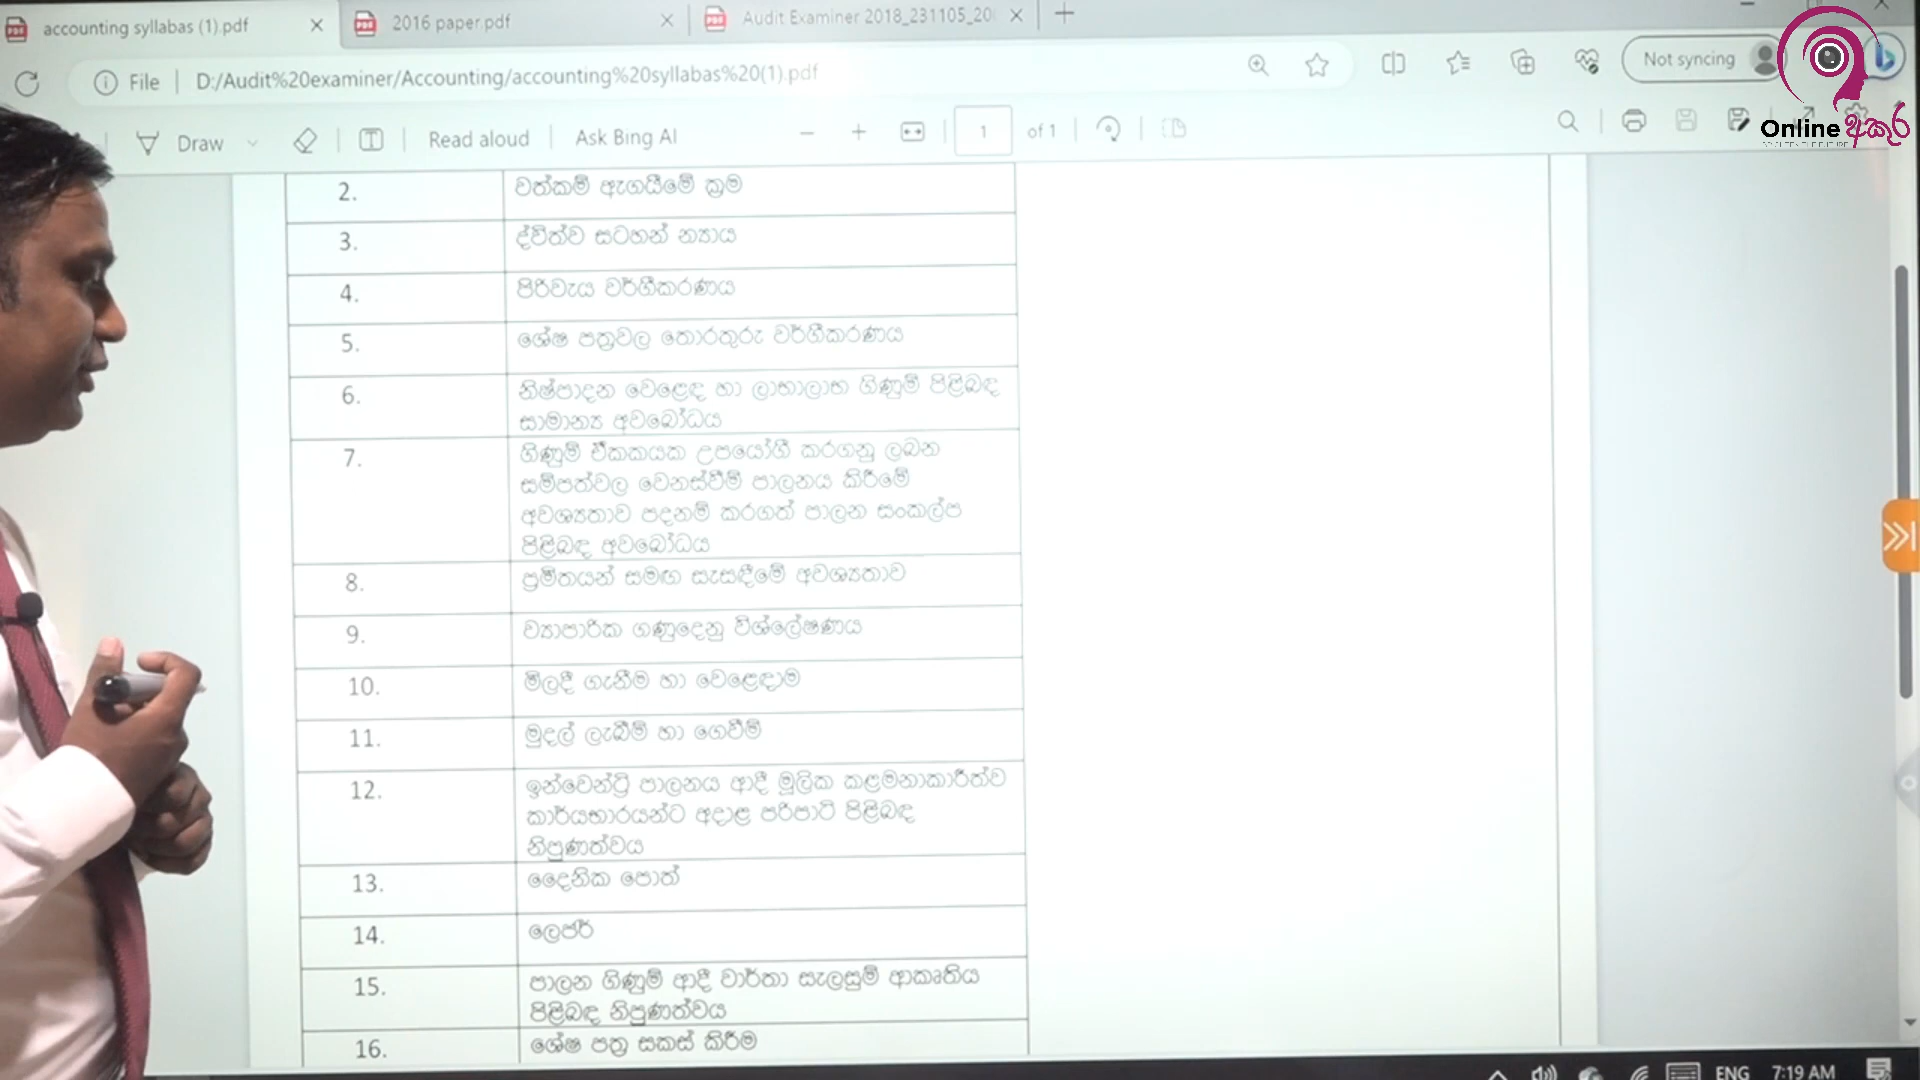 accounting syllabas (1).pdf
2016 paper.pdf
Audit Examiner 2018_231105_20
File
D:/Audit%20examiner/Accounting/accounting%20syllabas%20(1).pdf
Not syncing
Draw
Read aloud
Ask Bing AI
1
of 1
Online අකුර
2. වත්කම් ඇගයීමේ ක්‍රම
3. ද්විත්ව සටහන් න්‍යාය
4. පිරිවැය වර්ගීකරණය
5. ශේෂ පත්‍රවල තොරතුරු වර්ගීකරණය
6. නිෂ්පාදන වෙළෙඳ හා ලාභාලාභ ගිණුම් පිළිබඳ
සාමාන්‍ය අවබෝධය
7. ගිණුම් ඒකකයක උපයෝගී කරගනු ලබන
සම්පත්වල වෙනස්වීම් පාලනය කිරීමේ
අවශ්‍යතාව පදනම් කරගත් පාලන සංකල්ප
පිළිබඳ අවබෝධය
8. ප්‍රමිතයන් සමඟ සැසඳීමේ අවශ්‍යතාව
9. ව්‍යාපාරික ගණුදෙනු විශ්ලේෂණය
10. මිලදී ගැනීම හා වෙළෙඳාම
11. මුදල් ලැබීම් හා ගෙවීම්
12. ඉන්වෙන්ට්‍රි පාලනය ආදී මූලික කළමනාකාරීත්ව
කාර්යභාරයන්ට අදාළ පරිපාටි පිළිබඳ
නිපුණත්වය
13. දෛනික පොත්
14. ලෙජර්
15. පාලන ගිණුම් ආදී වාර්තා සැලසුම් ආකෘතිය
පිළිබඳ නිපුණත්වය
16. ශේෂ පත්‍ර සකස් කිරීම
ENG
7:19 AM